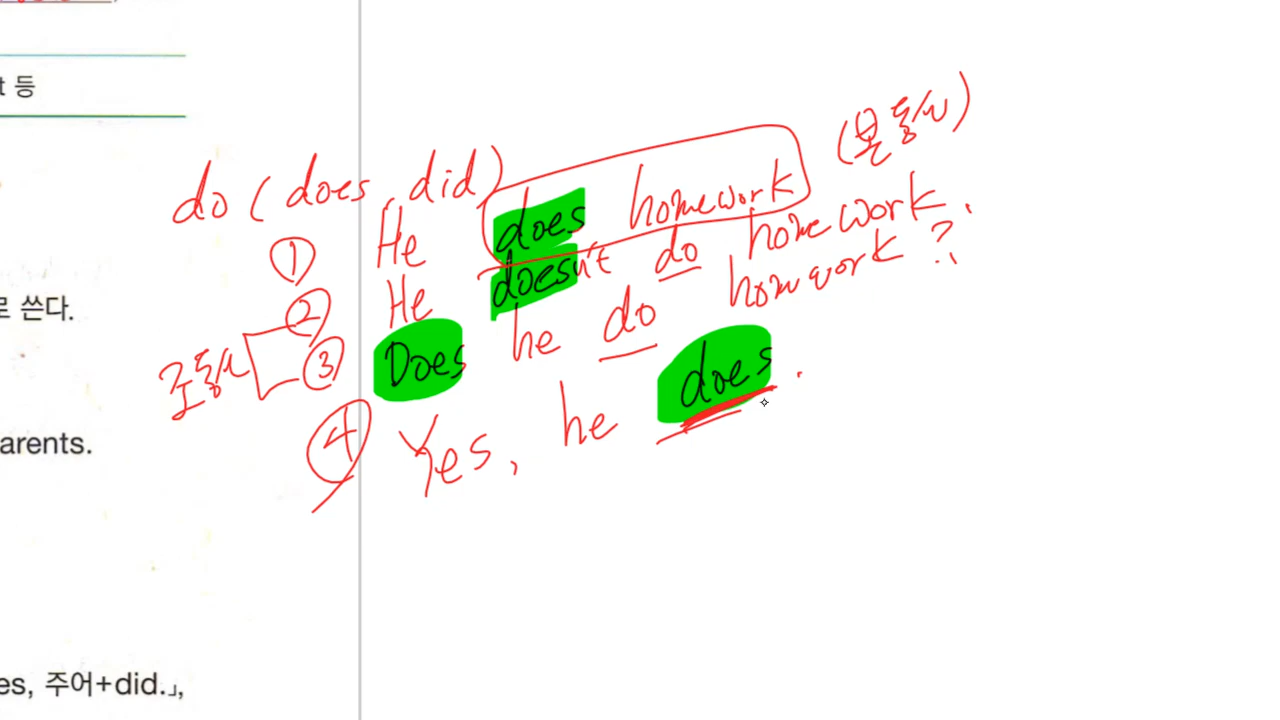 t 등
do ( does , did )
(본동사)
① He does homework
② He doesn't do homework.
로 쓴다.
조동사
③ Does he do homework ?
④ Yes, he does.
arents.
es, 주어+did.」,